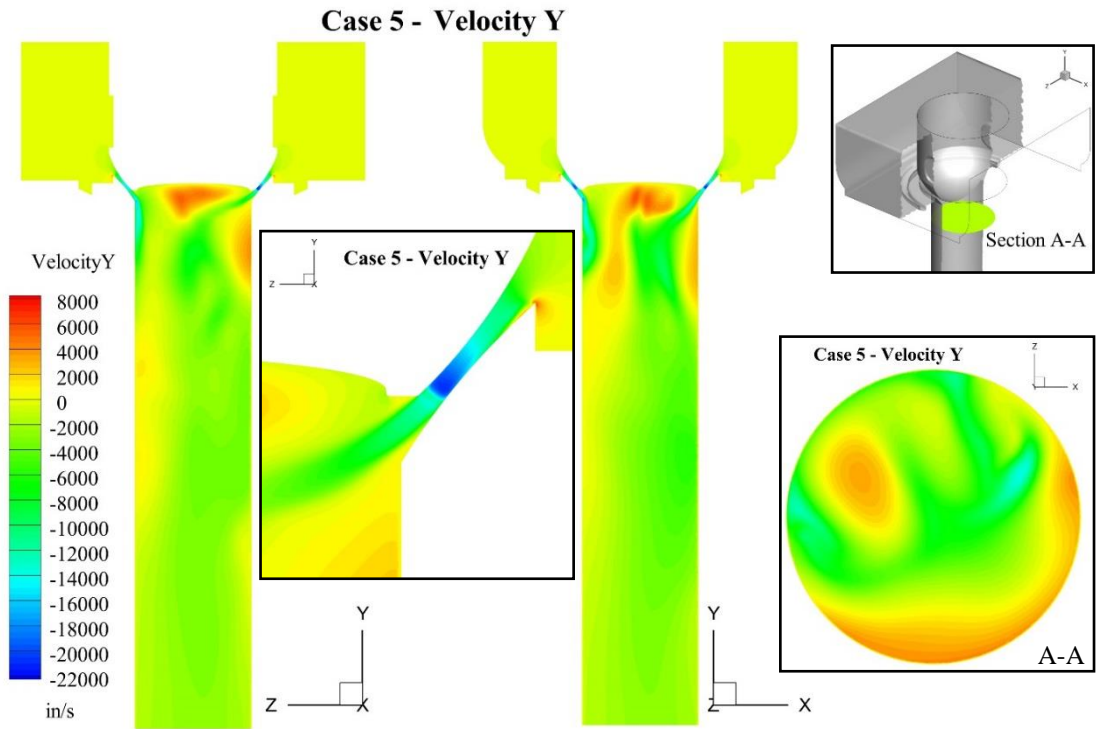 Case 5 - Velocity Y
VelocityY
8000
6000
4000
2000
0
-2000
-4000
-6000
-8000
-10000
-12000
-14000
-16000
-18000
-20000
-22000
in/s
Y
Z
X
Case 5 - Velocity Y
Y
Z
X
Y
Z
X
Y
Z
X
Section A-A
Case 5 - Velocity Y
Z
Y
X
A-A